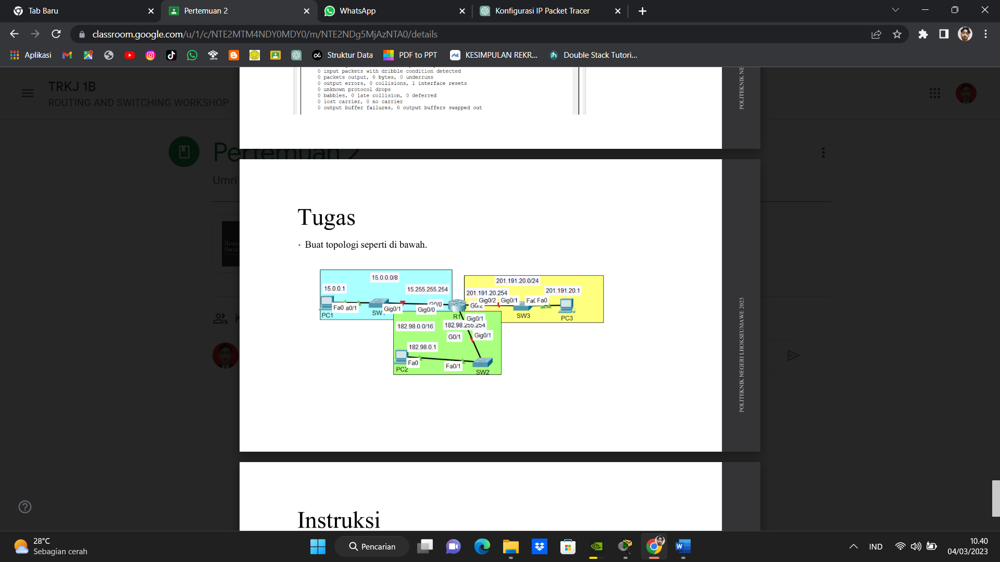 Tab Baru
Pertemuan 2
WhatsApp
Konfigurasi IP Packet Tracer
classroom.google.com/u/1/c/NTE2MTM4NDY0MDY0/m/NTE2NDg5MjAzNTA0/details
Aplikasi
Struktur Data
PDF to PPT
KESIMPULAN REKR...
Double Stack Tutori...
TRKJ 1B
ROUTING AND SWITCHING WORKSHOP
0 input packets with dribble condition detected
0 packets output, 0 bytes, 0 underruns
0 output errors, 0 collisions, 1 interface resets
0 unknown protocol drops
0 babbles, 0 late collision, 0 deferred
0 lost carrier, 0 no carrier
0 output buffer failures, 0 output buffers swapped out
POLITEKNIK NE
Pertemuan 2
Umri
Tugas
• Buat topologi seperti di bawah.
15.0.0.0/8
15.0.0.1
15.255.255.254
G0/0
Fa0
a0/1
Gig0/1
Gig0/0
PC1
SW1
R1
201.191.20.0/24
201.191.20.254
201.191.20.1
Gig0/2
Gig0/1
Fa0
G0/2
SW3
PC3
Gig0/1
182.98.0.0/16
182.98.255.254
G0/1
Gig0/1
182.98.0.1
Fa0
Fa0/1
PC2
SW2
POLITEKNIK NEGERI LHOKSEUMAWE 2023
Instruksi
28°C
Sebagian cerah
Pencarian
IND
10.40
04/03/2023